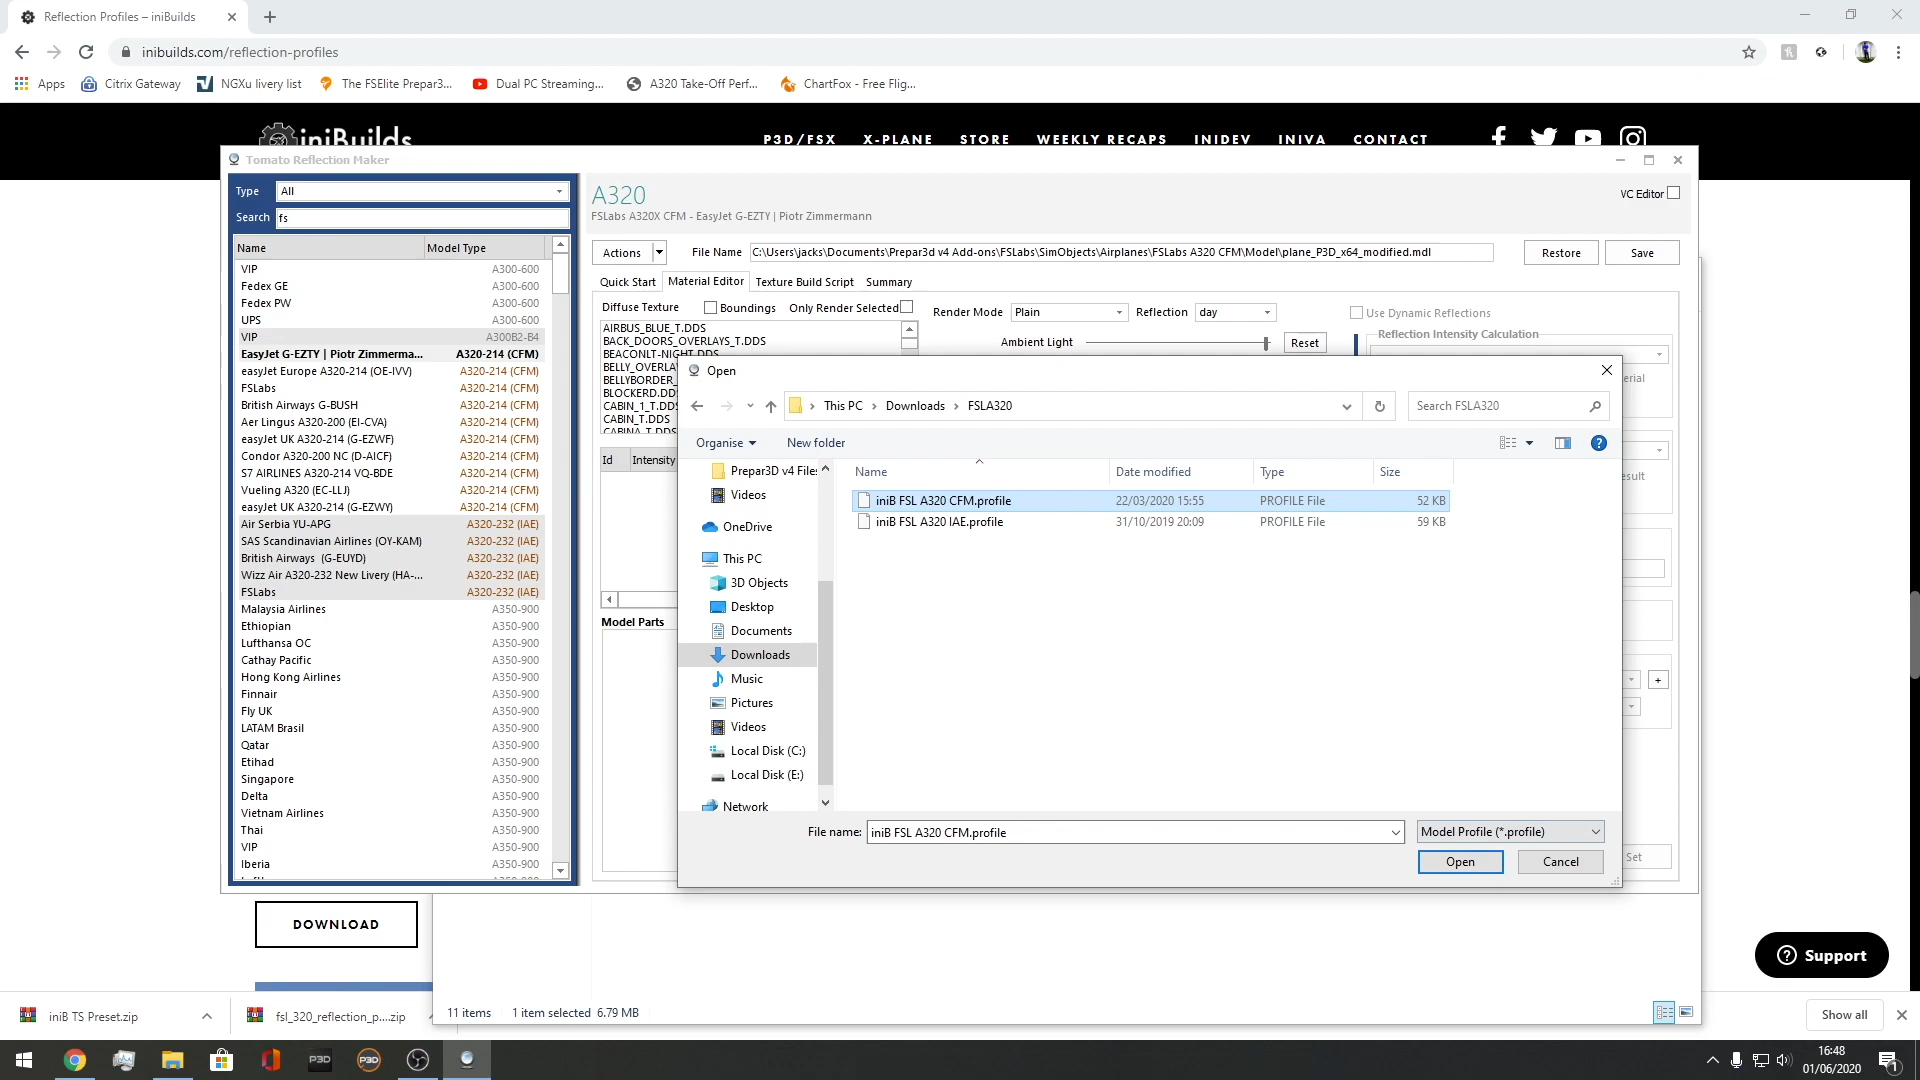 Reflection Profiles – iniBuilds
inibuilds.com/reflection-profiles
Apps
Citrix Gateway
NGXu livery list
The FSElite Prepar3...
Dual PC Streaming...
A320 Take-Off Perf...
ChartFox - Free Flig...
iniBuilds
P3D/FSX
X-PLANE
STORE
WEEKLY RECAPS
INIDEV
INIVA
CONTACT
Tomato Reflection Maker
Type
All
Search
fs
Name
Model Type
VIP A300-600
Fedex GE A300-600
Fedex PW A300-600
UPS A300-600
VIP A300B2-B4
EasyJet G-EZTY | Piotr Zimmerma... A320-214 (CFM)
easyJet Europe A320-214 (OE-IVV) A320-214 (CFM)
FSLabs A320-214 (CFM)
British Airways G-BUSH A320-214 (CFM)
Aer Lingus A320-200 (EI-CVA) A320-214 (CFM)
easyJet UK A320-214 (G-EZWF) A320-214 (CFM)
Condor A320-200 NC (D-AICF) A320-214 (CFM)
S7 AIRLINES A320-214 VQ-BDE A320-214 (CFM)
Vueling A320 (EC-LLJ) A320-214 (CFM)
easyJet UK A320-214 (G-EZWY) A320-214 (CFM)
Air Serbia YU-APG A320-232 (IAE)
SAS Scandinavian Airlines (OY-KAM) A320-232 (IAE)
British Airways (G-EUYD) A320-232 (IAE)
Wizz Air A320-232 New Livery (HA-... A320-232 (IAE)
FSLabs A320-232 (IAE)
Malaysia Airlines A350-900
Ethiopian A350-900
Lufthansa OC A350-900
Cathay Pacific A350-900
Hong Kong Airlines A350-900
Finnair A350-900
Fly UK A350-900
LATAM Brasil A350-900
Qatar A350-900
Etihad A350-900
Singapore A350-900
Delta A350-900
Vietnam Airlines A350-900
Thai A350-900
VIP A350-900
Iberia A350-900
A320
FSLabs A320X CFM - EasyJet G-EZTY | Piotr Zimmermann
VC Editor
Actions
File Name
C:\Users\jacks\Documents\Prepar3d v4 Add-ons\FSLabs\SimObjects\Airplanes\FSLabs A320 CFM\Model\plane_P3D_x64_modified.mdl
Restore
Save
Quick Start
Material Editor
Texture Build Script
Summary
Diffuse Texture
Boundings
Only Render Selected
Render Mode
Plain
Reflection
day
Use Dynamic Reflections
Reflection Intensity Calculation
Ambient Light
Reset
AIRBUS_BLUE_T.DDS
BACK_DOORS_OVERLAYS_T.DDS
BEACONLT-NIGHT.DDS
BELLY_OVERLA
BELLYBORDER_
BLOCKERD.DDS
CABIN_1_T.DDS
CABIN_T.DDS
CABINA_T.DDS
Id
Intensity
Model Parts
erial
esult
+
Set
Open
This PC
Downloads
FSLA320
Search FSLA320
Organise
New folder
Prepar3D v4 Files
Videos
OneDrive
This PC
3D Objects
Desktop
Documents
Downloads
Music
Pictures
Videos
Local Disk (C:)
Local Disk (E:)
Network
Name
Date modified
Type
Size
iniB FSL A320 CFM.profile 22/03/2020 15:55 PROFILE File 52 KB
iniB FSL A320 IAE.profile 31/10/2019 20:09 PROFILE File 59 KB
File name:
iniB FSL A320 CFM.profile
Model Profile (*.profile)
Open
Cancel
DOWNLOAD
Support
11 items
1 item selected 6.79 MB
iniB TS Preset.zip
fsl_320_reflection_p....zip
Show all
P3D
P3D
16:48
01/06/2020
1